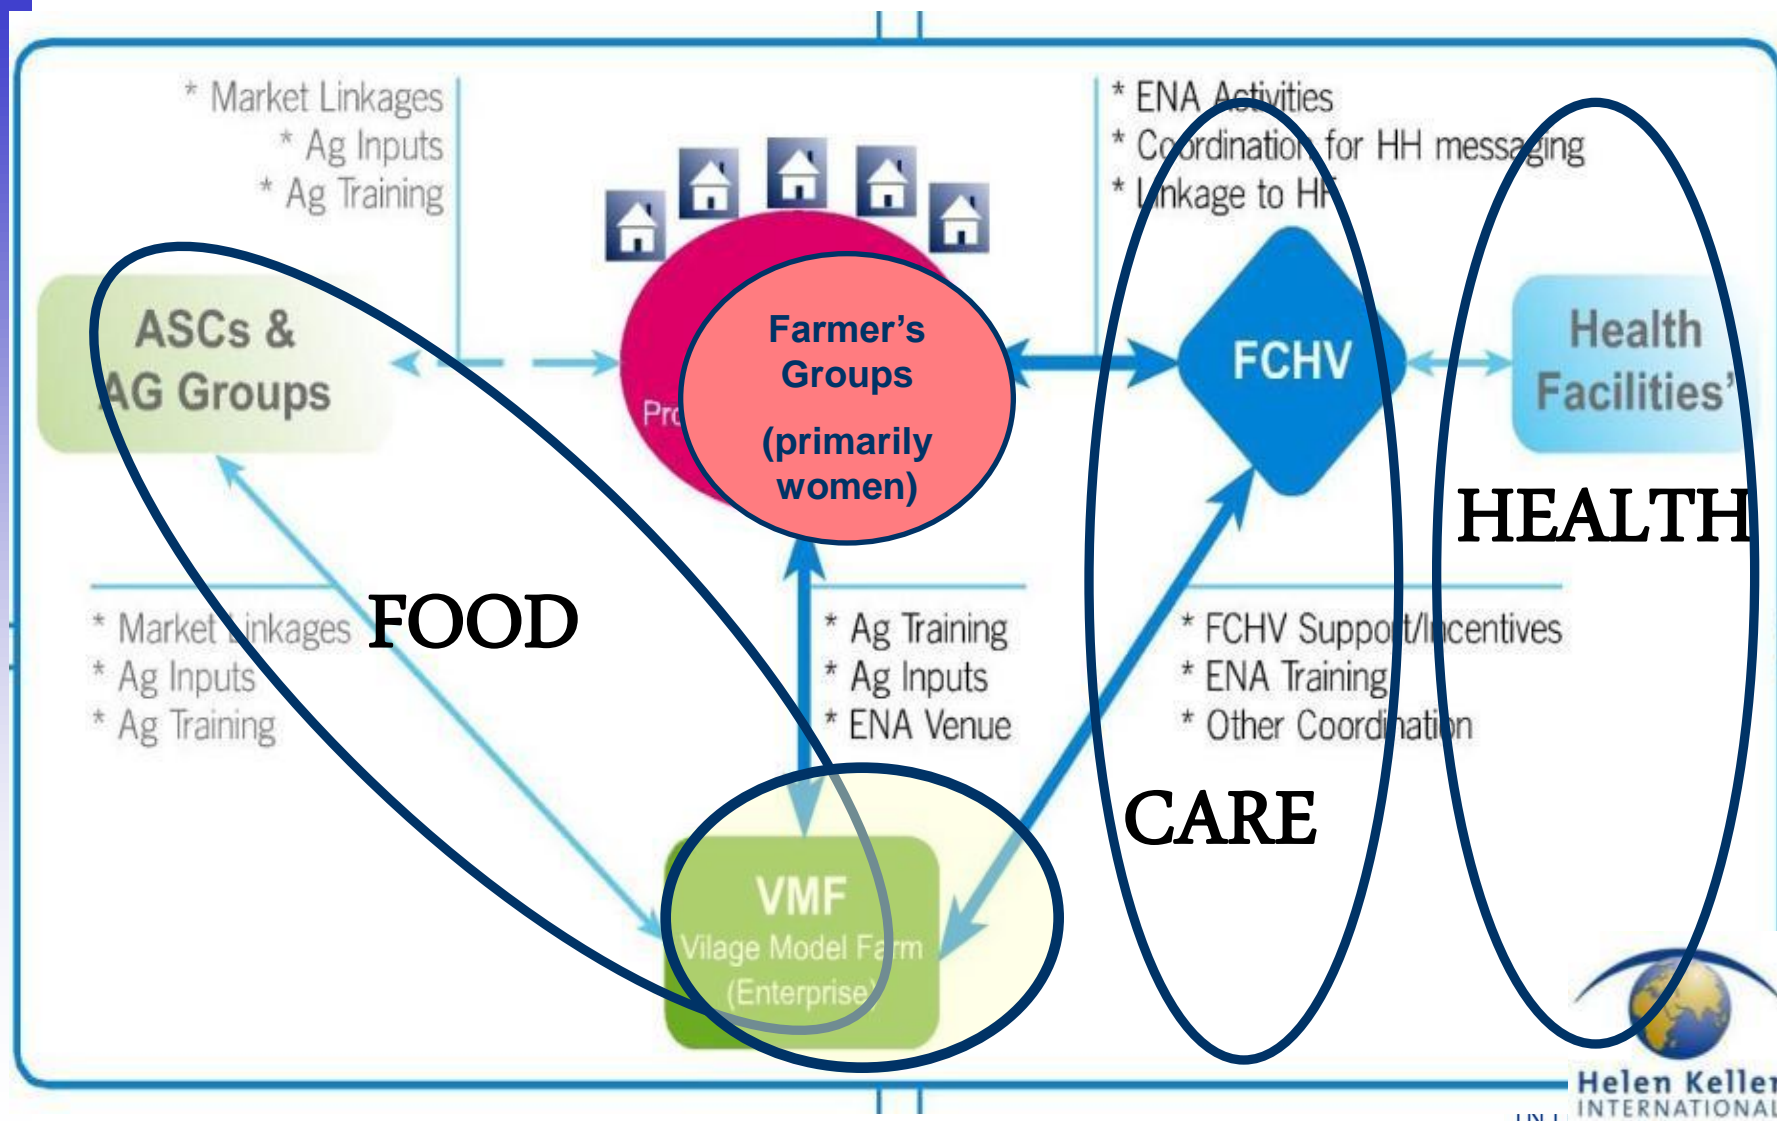 * Market Linkages
* Ag Inputs
* Ag Training
* ENA Activities
* Coordination for HH messaging
* Linkage to HF
ASCs &
AG Groups
Farmer's
Groups
(primarily
women)
FCHV
Health
Facilities'
HEALTH
FOOD
* Market Linkages
* Ag Inputs
* Ag Training
* Ag Training
* Ag Inputs
* ENA Venue
* FCHV Support/Incentives
* ENA Training
* Other Coordination
CARE
VMF
Vilage Model Farm
(Enterprise)
Helen Keller
INTERNATIONAL